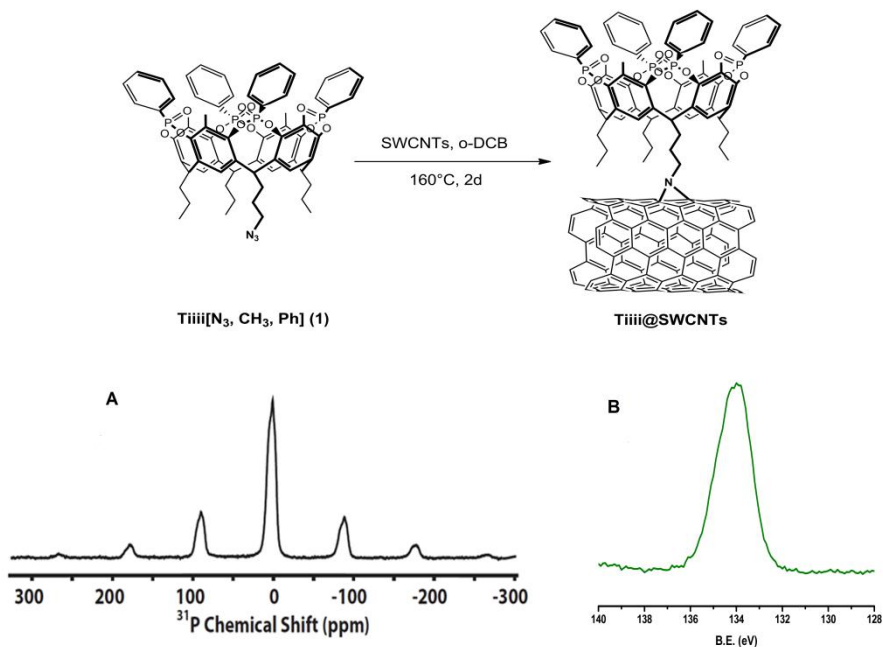 SWCNTs, o-DCB
160°C, 2d
N₃
N
Tiiii[N₃, CH₃, Ph] (1)
Tiiii@SWCNTs
A
B
300 200 100 0 -100 -200 -300
³¹P Chemical Shift (ppm)
140 138 136 134 132 130 128
B.E. (eV)